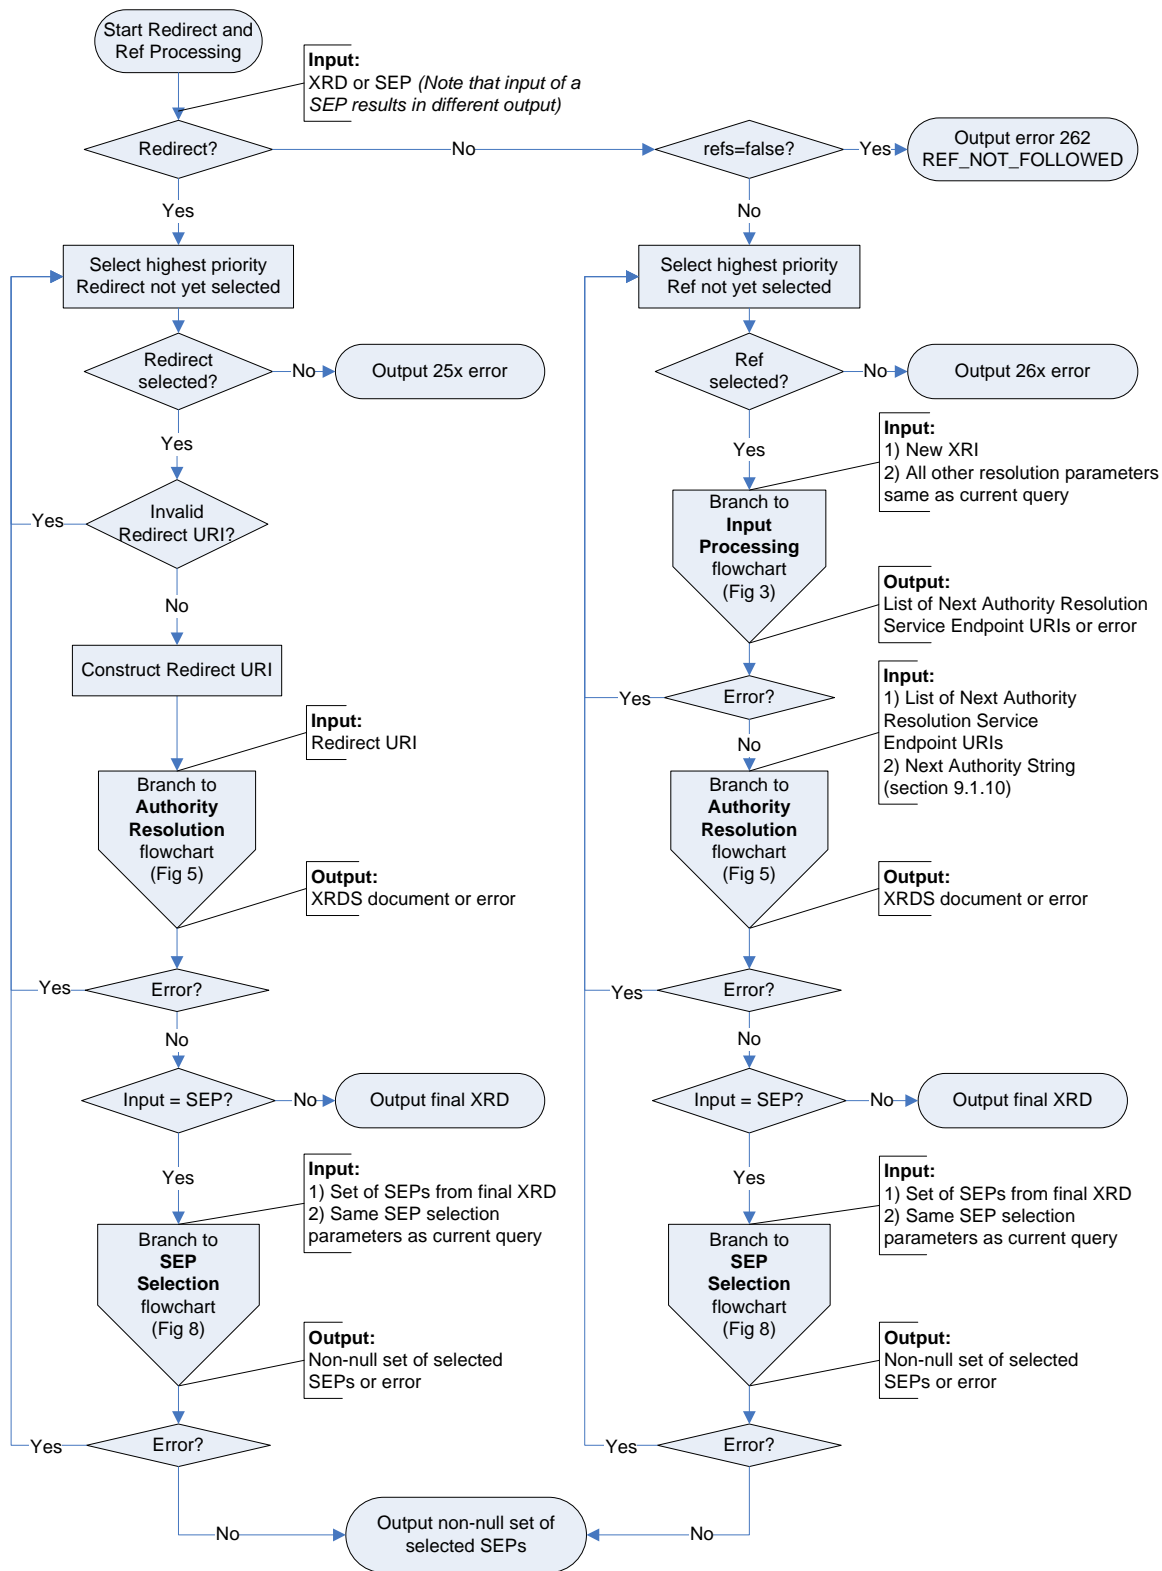 Start Redirect and
Ref Processing
Input:
XRD or SEP (Note that input of a
SEP results in different output)
Redirect?
No
refs=false?
Yes
Output error 262
REF_NOT_FOLLOWED
Yes
No
Select highest priority
Redirect not yet selected
Select highest priority
Ref not yet selected
Redirect
selected?
No
Output 25x error
Ref
selected?
No
Output 26x error
Yes
Yes
Input:
1) New XRI
2) All other resolution parameters
same as current query
Invalid
Redirect URI?
Yes
Branch to
Input
Processing
flowchart
(Fig 3)
No
Output:
List of Next Authority Resolution
Service Endpoint URIs or error
Construct Redirect URI
Error?
Yes
No
Input:
1) List of Next Authority
Resolution Service
Endpoint URIs
2) Next Authority String
(section 9.1.10)
Input:
Redirect URI
Branch to
Authority
Resolution
flowchart
(Fig 5)
Branch to
Authority
Resolution
flowchart
(Fig 5)
Output:
XRDS document or error
Output:
XRDS document or error
Yes
Error?
Yes
Error?
No
No
Input = SEP?
No
Output final XRD
Input = SEP?
No
Output final XRD
Yes
Yes
Input:
1) Set of SEPs from final XRD
2) Same SEP selection
parameters as current query
Input:
1) Set of SEPs from final XRD
2) Same SEP selection
parameters as current query
Branch to
SEP
Selection
flowchart
(Fig 8)
Branch to
SEP
Selection
flowchart
(Fig 8)
Output:
Non-null set of selected
SEPs or error
Output:
Non-null set of selected
SEPs or error
Yes
Error?
Yes
Error?
No
Output non-null set of
selected SEPs
No